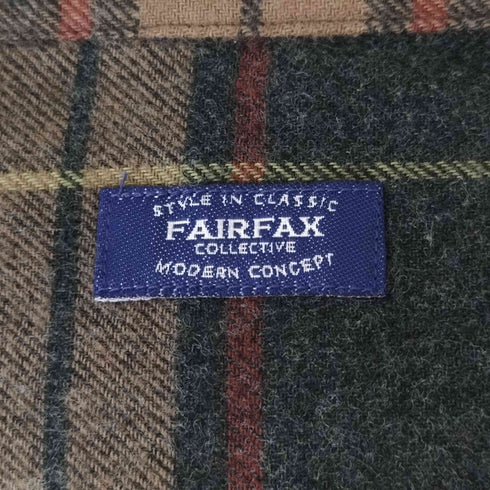 STYLE IN CLASSIC
FAIRFAX
COLLECTIVE
MODERN CONCEPT